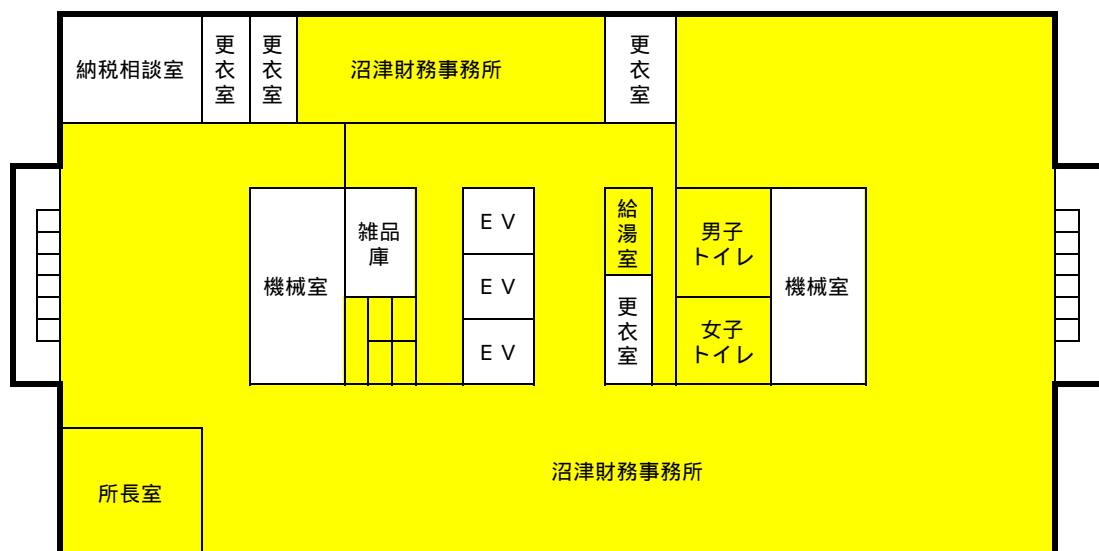 納税相談室
更衣室
更衣室
沼津財務事務所
更衣室
機械室
雑品
庫
ＥＶ
ＥＶ
ＥＶ
給湯室
更衣室
男子
トイレ
女子
トイレ
機械室
所長室
沼津財務事務所